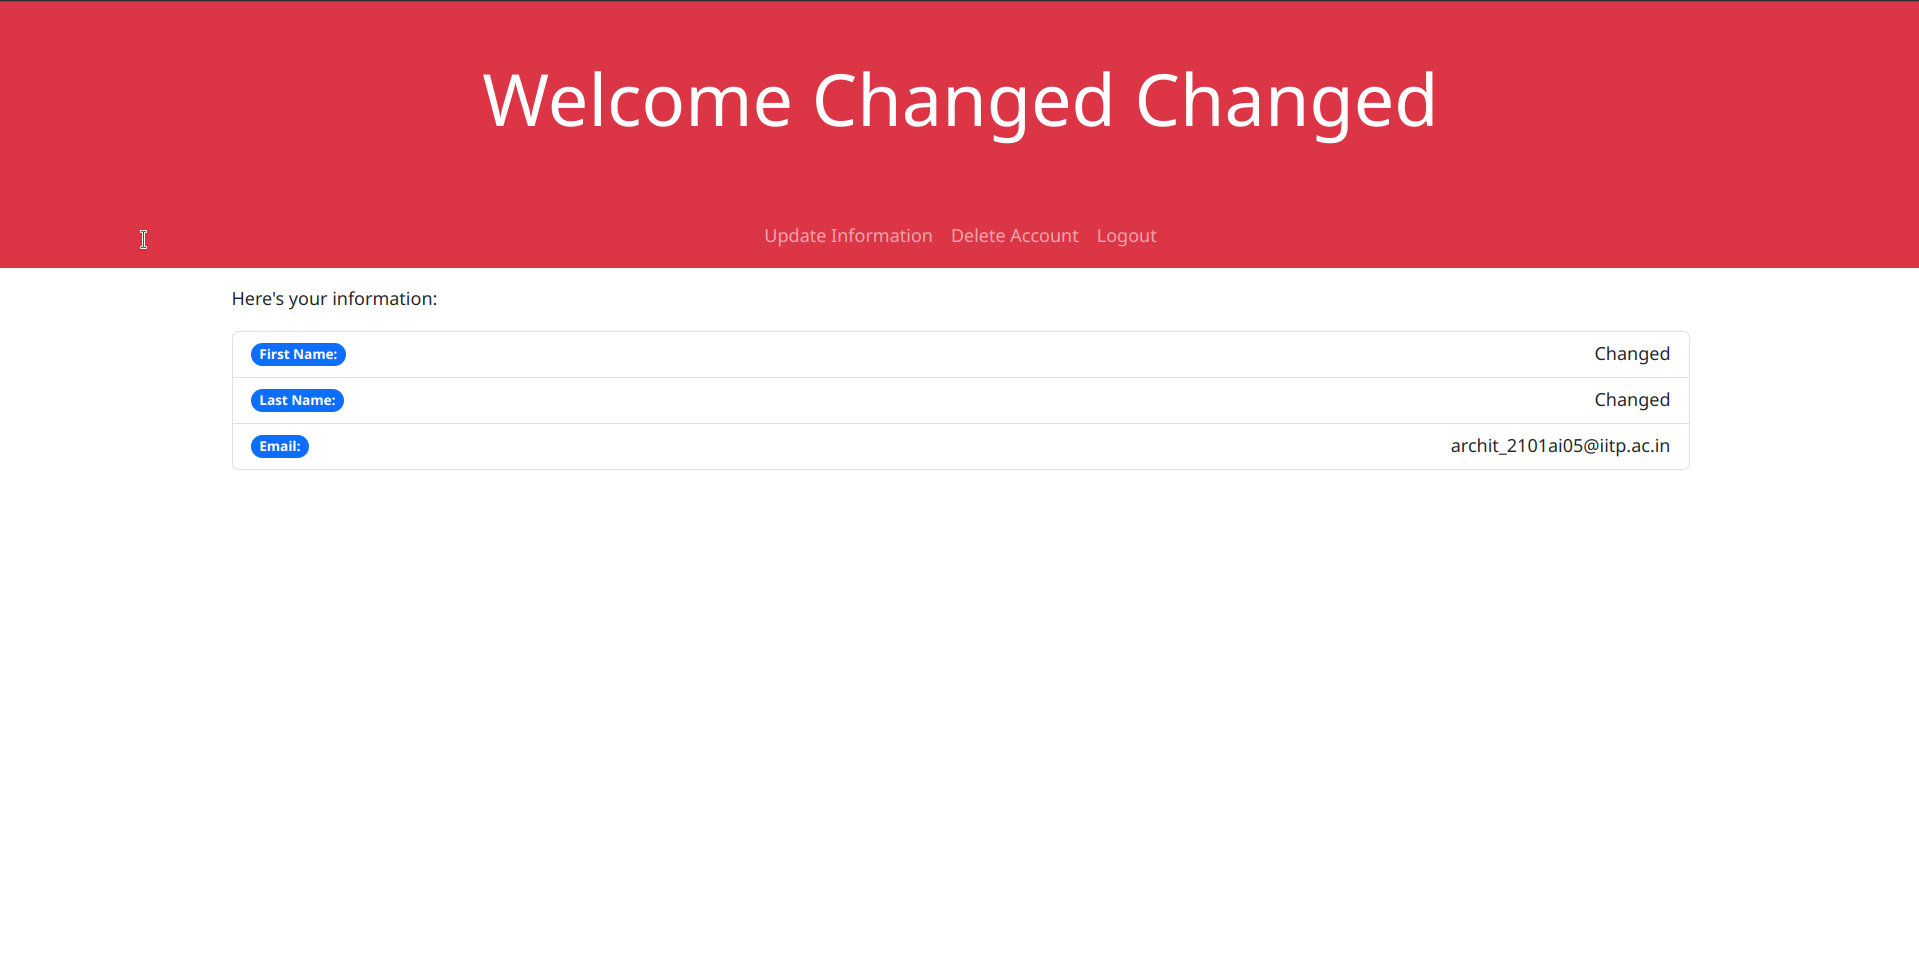 Welcome Changed Changed
Update Information Delete Account Logout
Here's your information:
First Name: Changed
Last Name: Changed
Email: archit_2101ai05@iitp.ac.in